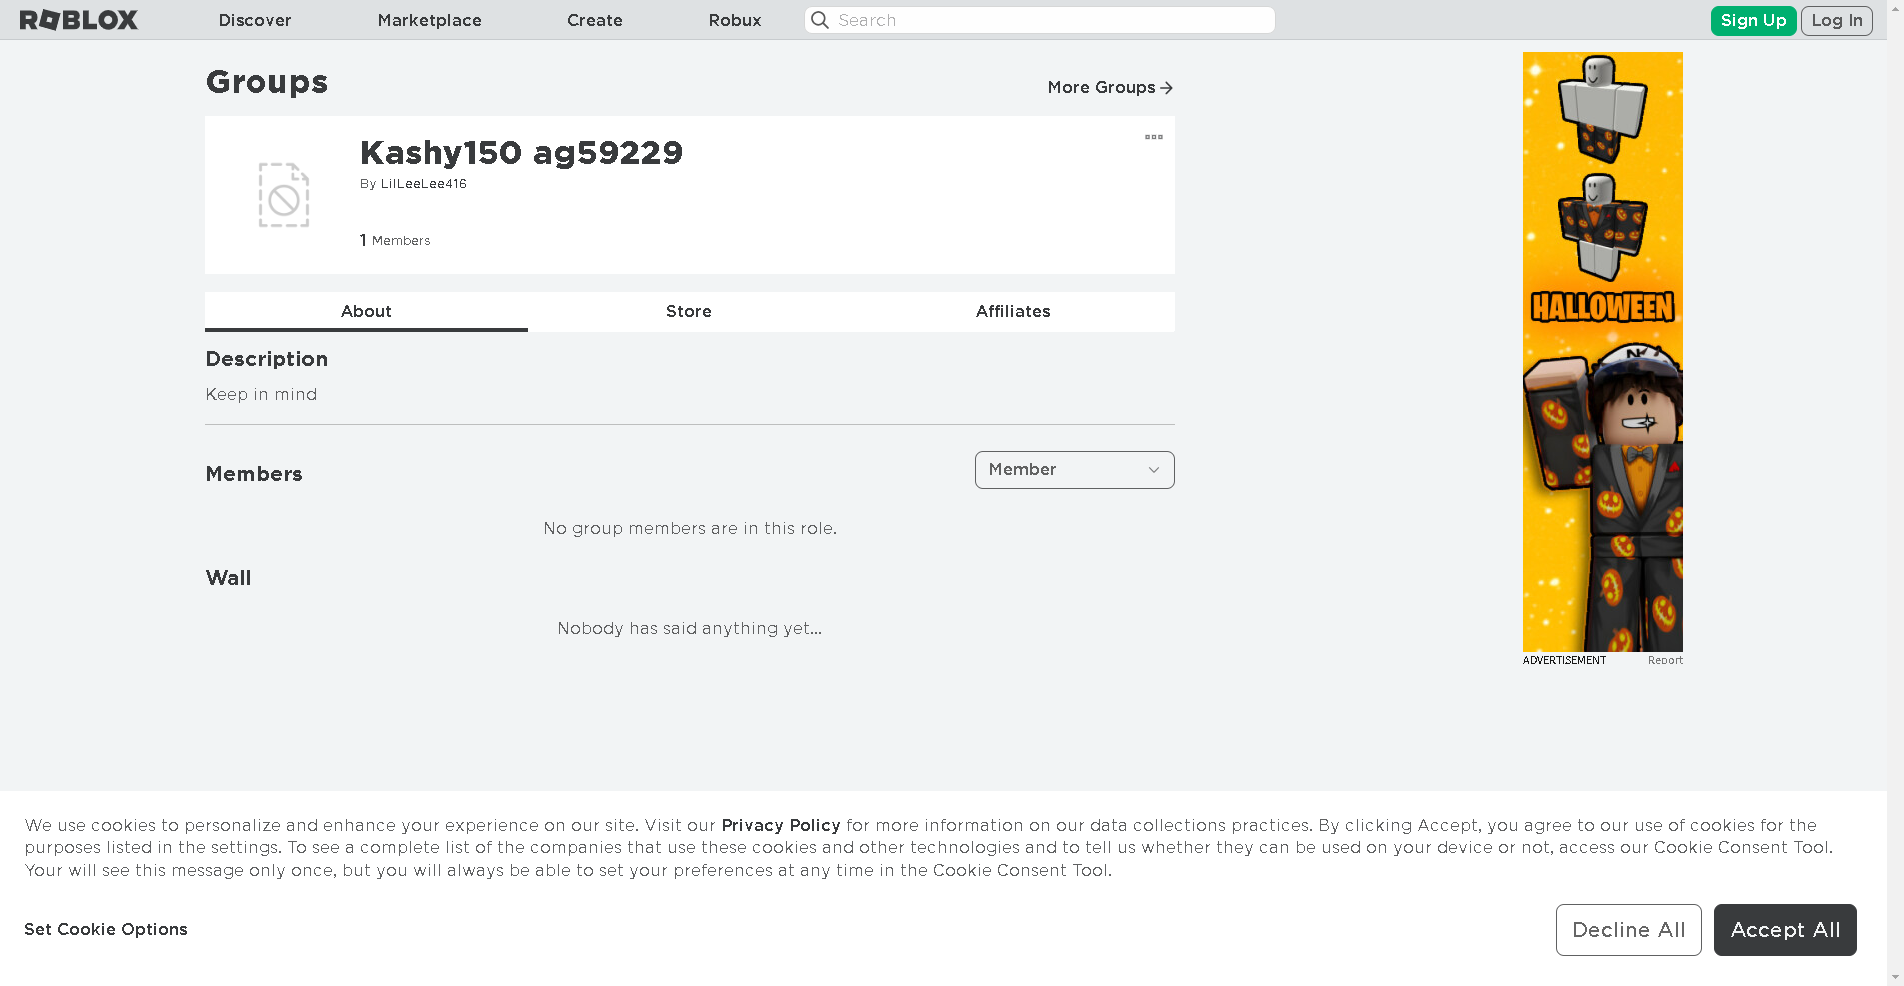 ROBLOX
Discover
Marketplace
Create
Robux
Search
Sign Up
Log In
Groups
More Groups
Kashy150 ag59229
By LilLeeLee416
1 Members
About
Store
Affiliates
Description
Keep in mind
Members
Member
No group members are in this role.
Wall
Nobody has said anything yet...
HALLOWEEN
ADVERTISEMENT
Report
We use cookies to personalize and enhance your experience on our site. Visit our Privacy Policy for more information on our data collections practices. By clicking Accept, you agree to our use of cookies for the
purposes listed in the settings. To see a complete list of the companies that use these cookies and other technologies and to tell us whether they can be used on your device or not, access our Cookie Consent Tool.
Your will see this message only once, but you will always be able to set your preferences at any time in the Cookie Consent Tool.
Set Cookie Options
Decline All
Accept All